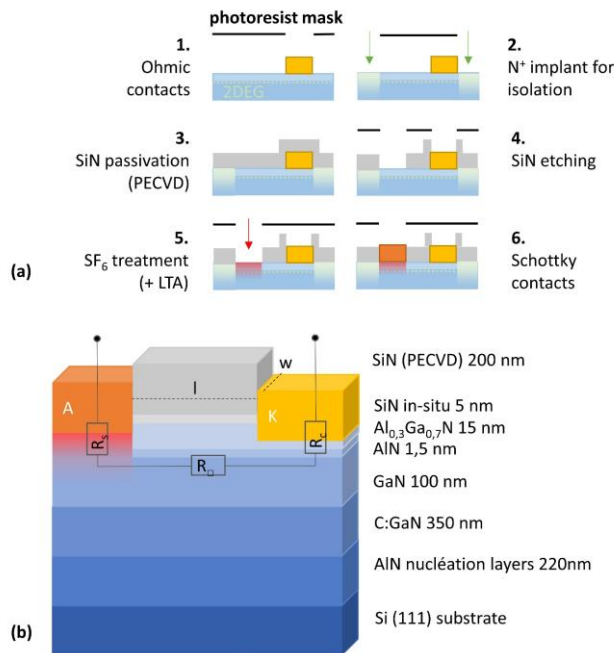 photoresist mask
1.
Ohmic
contacts
2DEG
2.
N⁺ implant for
isolation
3.
SiN passivation
(PECVD)
4.
SiN etching
5.
SF₆ treatment
(+ LTA)
6.
Schottky
contacts
(a)
w
l
A
K
Rₛ
R□
R꜀
SiN (PECVD) 200 nm
SiN in-situ 5 nm
Al₀,₃Ga₀,₇N 15 nm
AlN 1,5 nm
GaN 100 nm
C:GaN 350 nm
AlN nucléation layers 220nm
Si (111) substrate
(b)